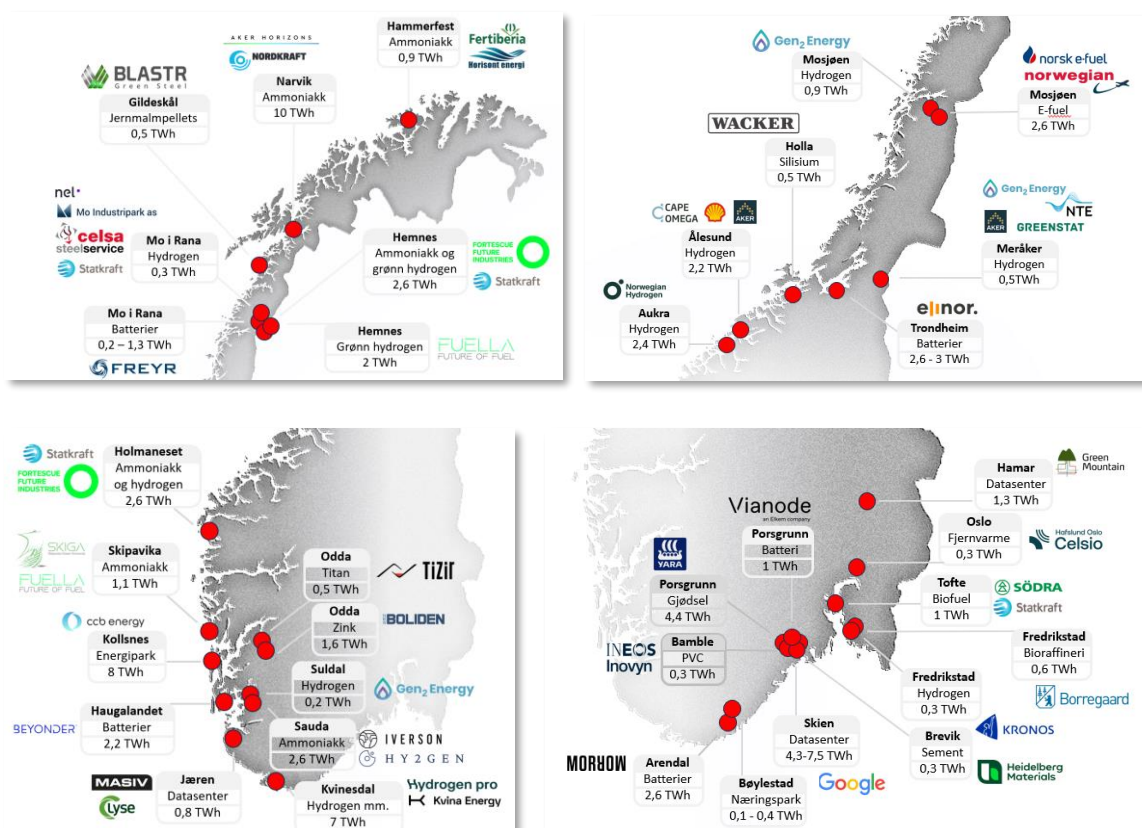 AKER HORIZONS
NORDKRAFT
Hammerfest
Ammoniakk
0,9 TWh
Fertiberia
Horisont energi
BLASTR
Green Steel
Gildeskål
Jernmalmpellets
0,5 TWh
Narvik
Ammoniakk
10 TWh
nel·
Mo Industripark as
celsa
steelservice
Statkraft
Mo i Rana
Hydrogen
0,3 TWh
Hemnes
Ammoniakk og
grønn hydrogen
2,6 TWh
FORTESCUE
FUTURE
INDUSTRIES
Statkraft
Mo i Rana
Batterier
0,2 – 1,3 TWh
FREYR
Hemnes
Grønn hydrogen
2 TWh
FUELLA
FUTURE OF FUEL
Gen2Energy
Mosjøen
Hydrogen
0,9 TWh
norsk e-fuel
norwegian
Mosjøen
E-fuel
2,6 TWh
WACKER
Holla
Silisium
0,5 TWh
CAPE
OMEGA
AKER
Ålesund
Hydrogen
2,2 TWh
Gen2Energy
NTE
AKER
GREENSTAT
Meråker
Hydrogen
0,5TWh
Norwegian
Hydrogen
Aukra
Hydrogen
2,4 TWh
elinor.
Trondheim
Batterier
2,6 - 3 TWh
Statkraft
FORTESCUE
FUTURE
INDUSTRIES
Holmaneset
Ammoniakk
og hydrogen
2,6 TWh
SKIGA
FUELLA
FUTURE OF FUEL
Skipavika
Ammoniakk
1,1 TWh
Odda
Titan
0,5 TWh
TiZir
Odda
Zink
1,6 TWh
BOLIDEN
ccb energy
Kollsnes
Energipark
8 TWh
Suldal
Hydrogen
0,2 TWh
Gen2Energy
BEYONDER
Haugalandet
Batterier
2,2 TWh
Sauda
Ammoniakk
2,6 TWh
IVERSON
HY2GEN
MASIV
Lyse
Jæren
Datasenter
0,8 TWh
Kvinesdal
Hydrogen mm.
7 TWh
Hydrogen pro
Kvina Energy
Vianode
an Elkem company
Porsgrunn
Batteri
1 TWh
Hamar
Datasenter
1,3 TWh
Green
Mountain
Oslo
Fjernvarme
0,3 TWh
Hafslund Oslo
Celsio
YARA
Porsgrunn
Gjødsel
4,4 TWh
Tofte
Biofuel
1 TWh
SÖDRA
Statkraft
INEOS
Inovyn
Bamble
PVC
0,3 TWh
Fredrikstad
Bioraffineri
0,6 TWh
Borregaard
Fredrikstad
Hydrogen
0,3 TWh
KRONOS
Skien
Datasenter
4,3-7,5 TWh
Google
Brevik
Sement
0,3 TWh
Heidelberg
Materials
MORROW
Arendal
Batterier
2,6 TWh
Bøylestad
Næringspark
0,1 - 0,4 TWh